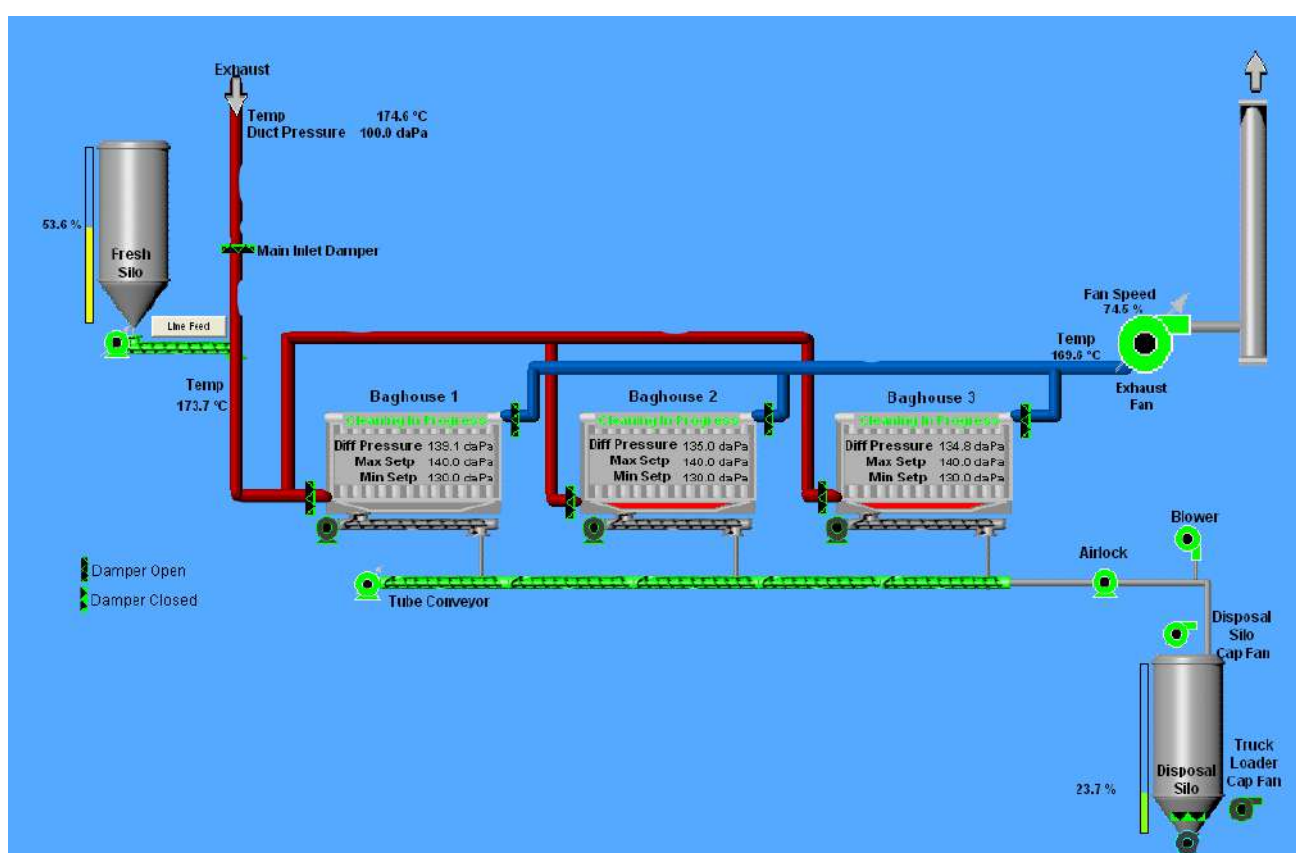 Exhaust
Temp 174.6 °C
Duct Pressure 100.0 daPa
53.6 %
Fresh
Silo
Main Inlet Damper
Line Feed
Temp
173.7 °C
Fan Speed
74.5 %
Temp
169.6 °C
Exhaust
Fan
Baghouse 1
Cleaning In Progress
Diff Pressure 139.1 daPa
Max Setp 140.0 daPa
Min Setp 130.0 daPa
Baghouse 2
Cleaning In Progress
Diff Pressure 135.0 daPa
Max Setp 140.0 daPa
Min Setp 130.0 daPa
Baghouse 3
Cleaning In Progress
Diff Pressure 134.8 daPa
Max Setp 140.0 daPa
Min Setp 130.0 daPa
Damper Open
Damper Closed
Tube Conveyor
Airlock
Blower
Disposal
Silo
Cap Fan
23.7 %
Disposal
Silo
Truck
Loader
Cap Fan